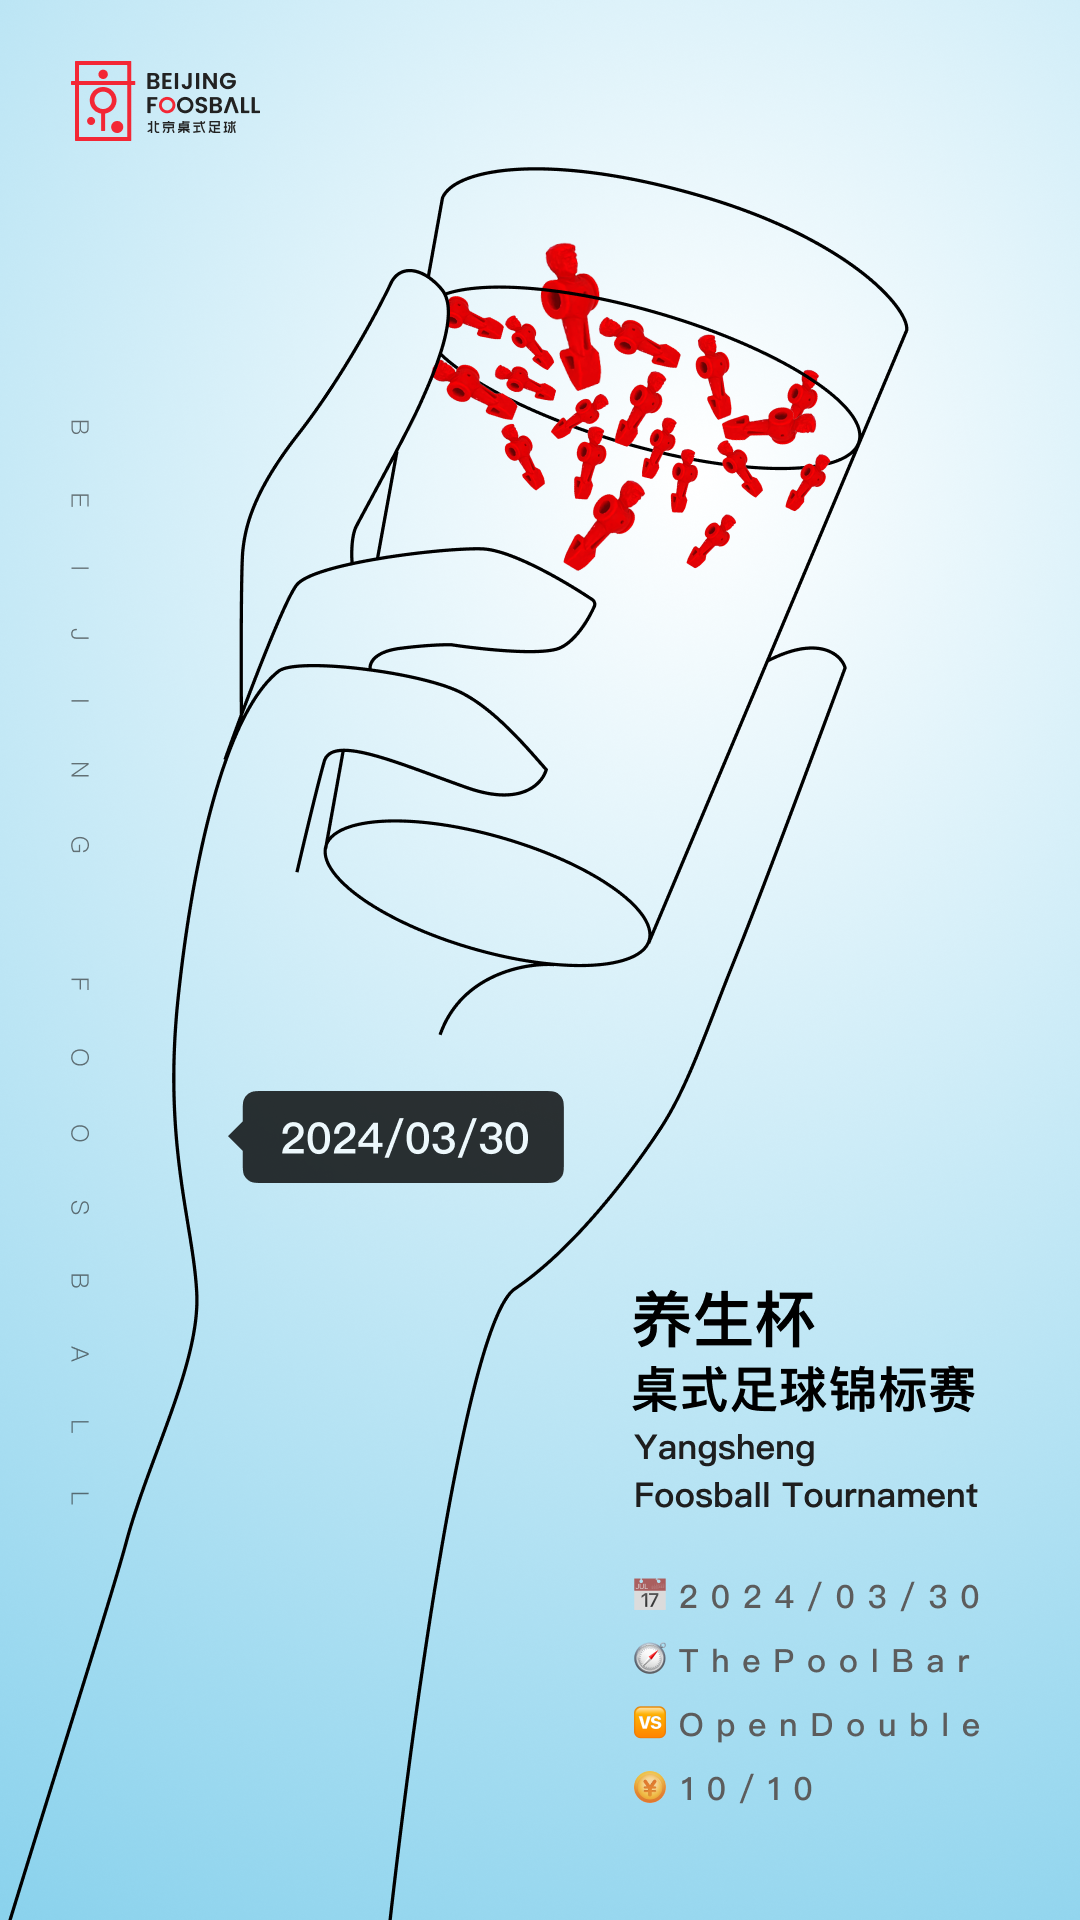 BEIJING
FOOSBALL
北京桌式足球
BEIJING FOOSBALL
2024/03/30
养生杯
桌式足球锦标赛
Yangsheng
Foosball Tournament
JUL
17
2024/03/30
ThePoolBar
VS
OpenDouble
¥
10/10